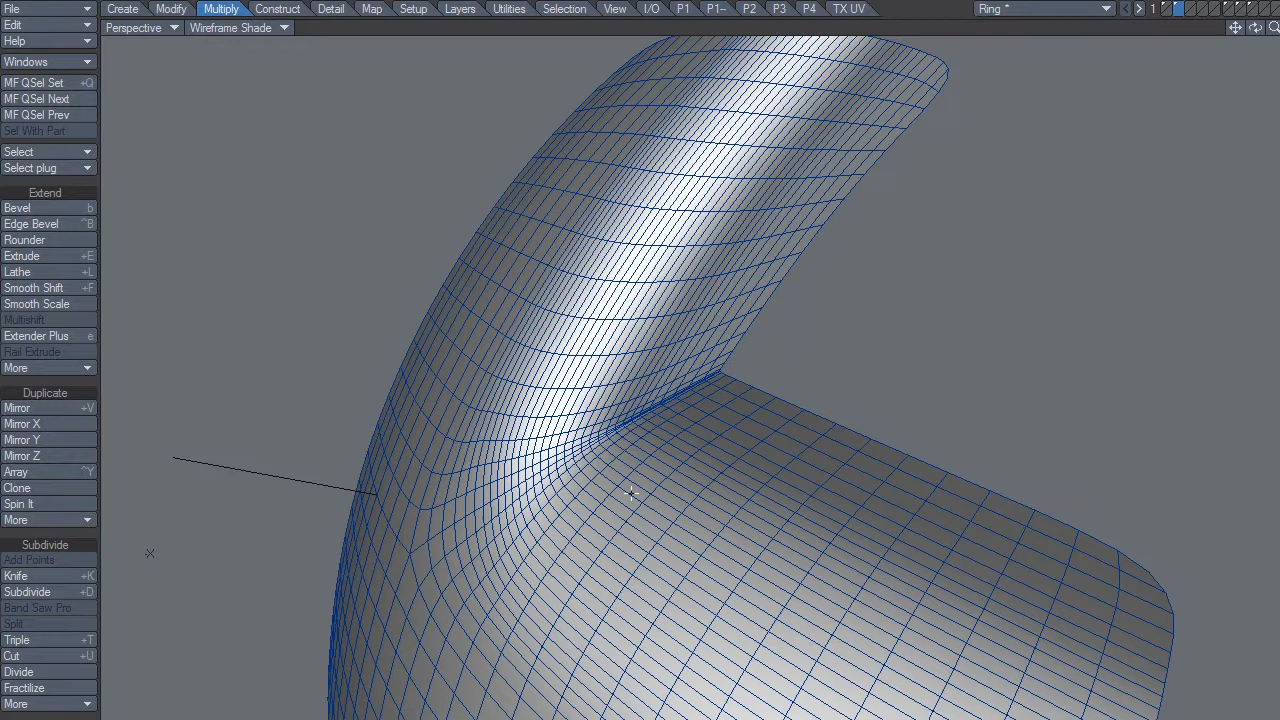 File Create Modify Multiply Construct Detail Map Setup Layers Utilities Selection View I/O P1 P1-- P2 P3 P4 TX UV Ring * 1
Edit Perspective Wireframe Shade
Help
Windows
MF QSel Set +Q
MF QSel Next
MF QSel Prev
Sel With Part
Select
Select plug
Extend
Bevel b
Edge Bevel ^B
Rounder
Extrude +E
Lathe +L
Smooth Shift +F
Smooth Scale
Multishift
Extender Plus e
Rail Extrude
More
Duplicate
Mirror +V
Mirror X
Mirror Y
Mirror Z
Array ^Y
Clone
Spin It
More
Subdivide
Add Points
Knife +K
Subdivide +D
Band Saw Pro
Split
Triple +T
Cut +U
Divide
Fractilize
More